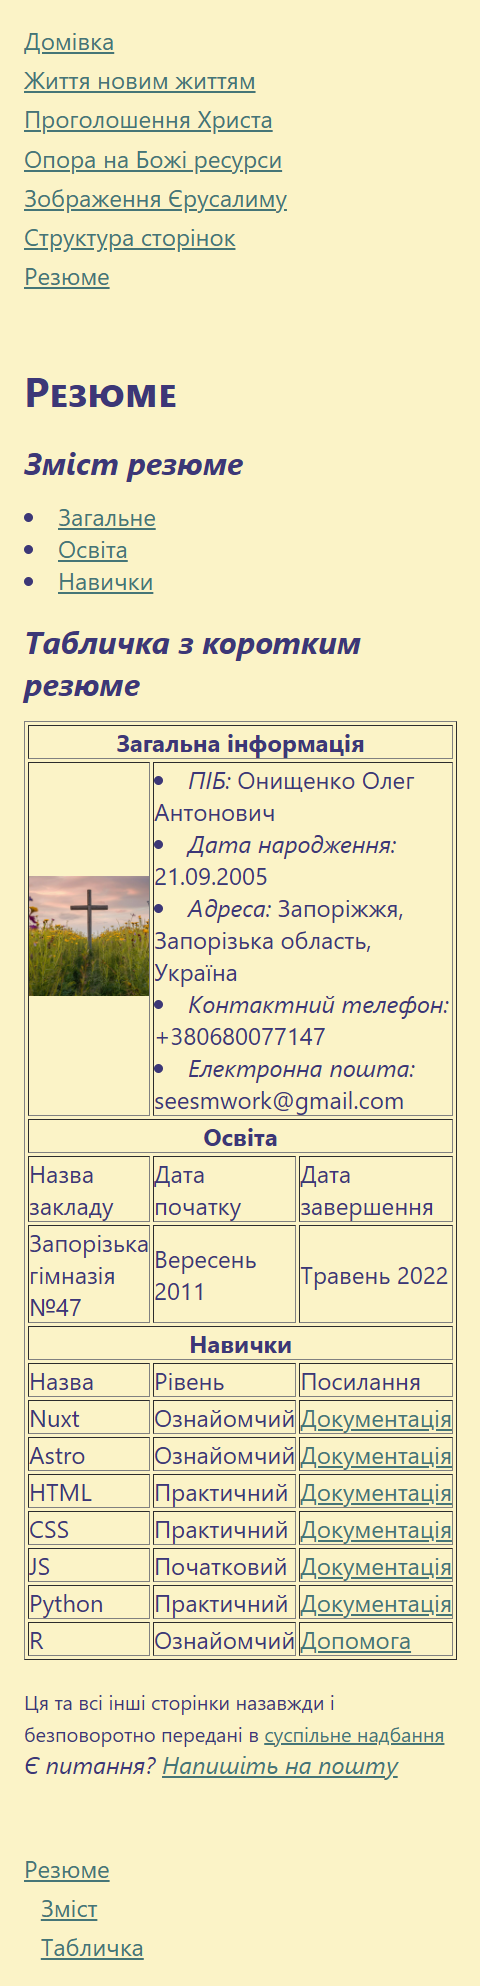 Домівка
Життя новим життям
Проголошення Христа
Опора на Божі ресурси
Зображення Єрусалиму
Структура сторінок
Резюме
Резюме
Зміст резюме
Загальне
Освіта
Навички
Табличка з коротким
резюме
Загальна інформація
ПІБ: Онищенко Олег
Антонович
Дата народження:
21.09.2005
Адреса: Запоріжжя,
Запорізька область,
Україна
Контактний телефон:
+380680077147
Електронна пошта:
seesmwork@gmail.com
Освіта
Назва закладу Дата початку Дата завершення
Запорізька гімназія №47 Вересень 2011 Травень 2022
Навички
Назва Рівень Посилання
Nuxt Ознайомчий Документація
Astro Ознайомчий Документація
HTML Практичний Документація
CSS Практичний Документація
JS Початковий Документація
Python Практичний Документація
R Ознайомчий Допомога
Ця та всі інші сторінки назавжди і
безповоротно передані в суспільне надбання
Є питання? Напишіть на пошту
Резюме
Зміст
Табличка